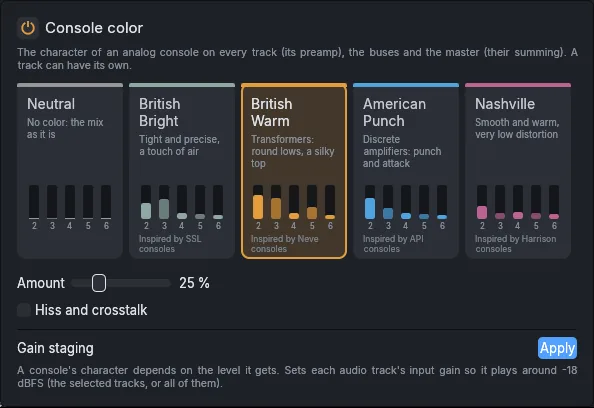 Console color
The character of an analog console on every track (its preamp), the buses and the master (their summing). A
track can have its own.
Neutral
No color: the mix
as it is
2 3 4 5 6
British
Bright
Tight and precise,
a touch of air
2 3 4 5 6
Inspired by SSL
consoles
British
Warm
Transformers:
round lows, a silky
top
2 3 4 5 6
Inspired by Neve
consoles
American
Punch
Discrete
amplifiers: punch
and attack
2 3 4 5 6
Inspired by API
consoles
Nashville
Smooth and warm,
very low distortion
2 3 4 5 6
Inspired by Harrison
consoles
Amount 25 %
Hiss and crosstalk
Gain staging Apply
A console's character depends on the level it gets. Sets each audio track's input gain so it plays around -18
dBFS (the selected tracks, or all of them).